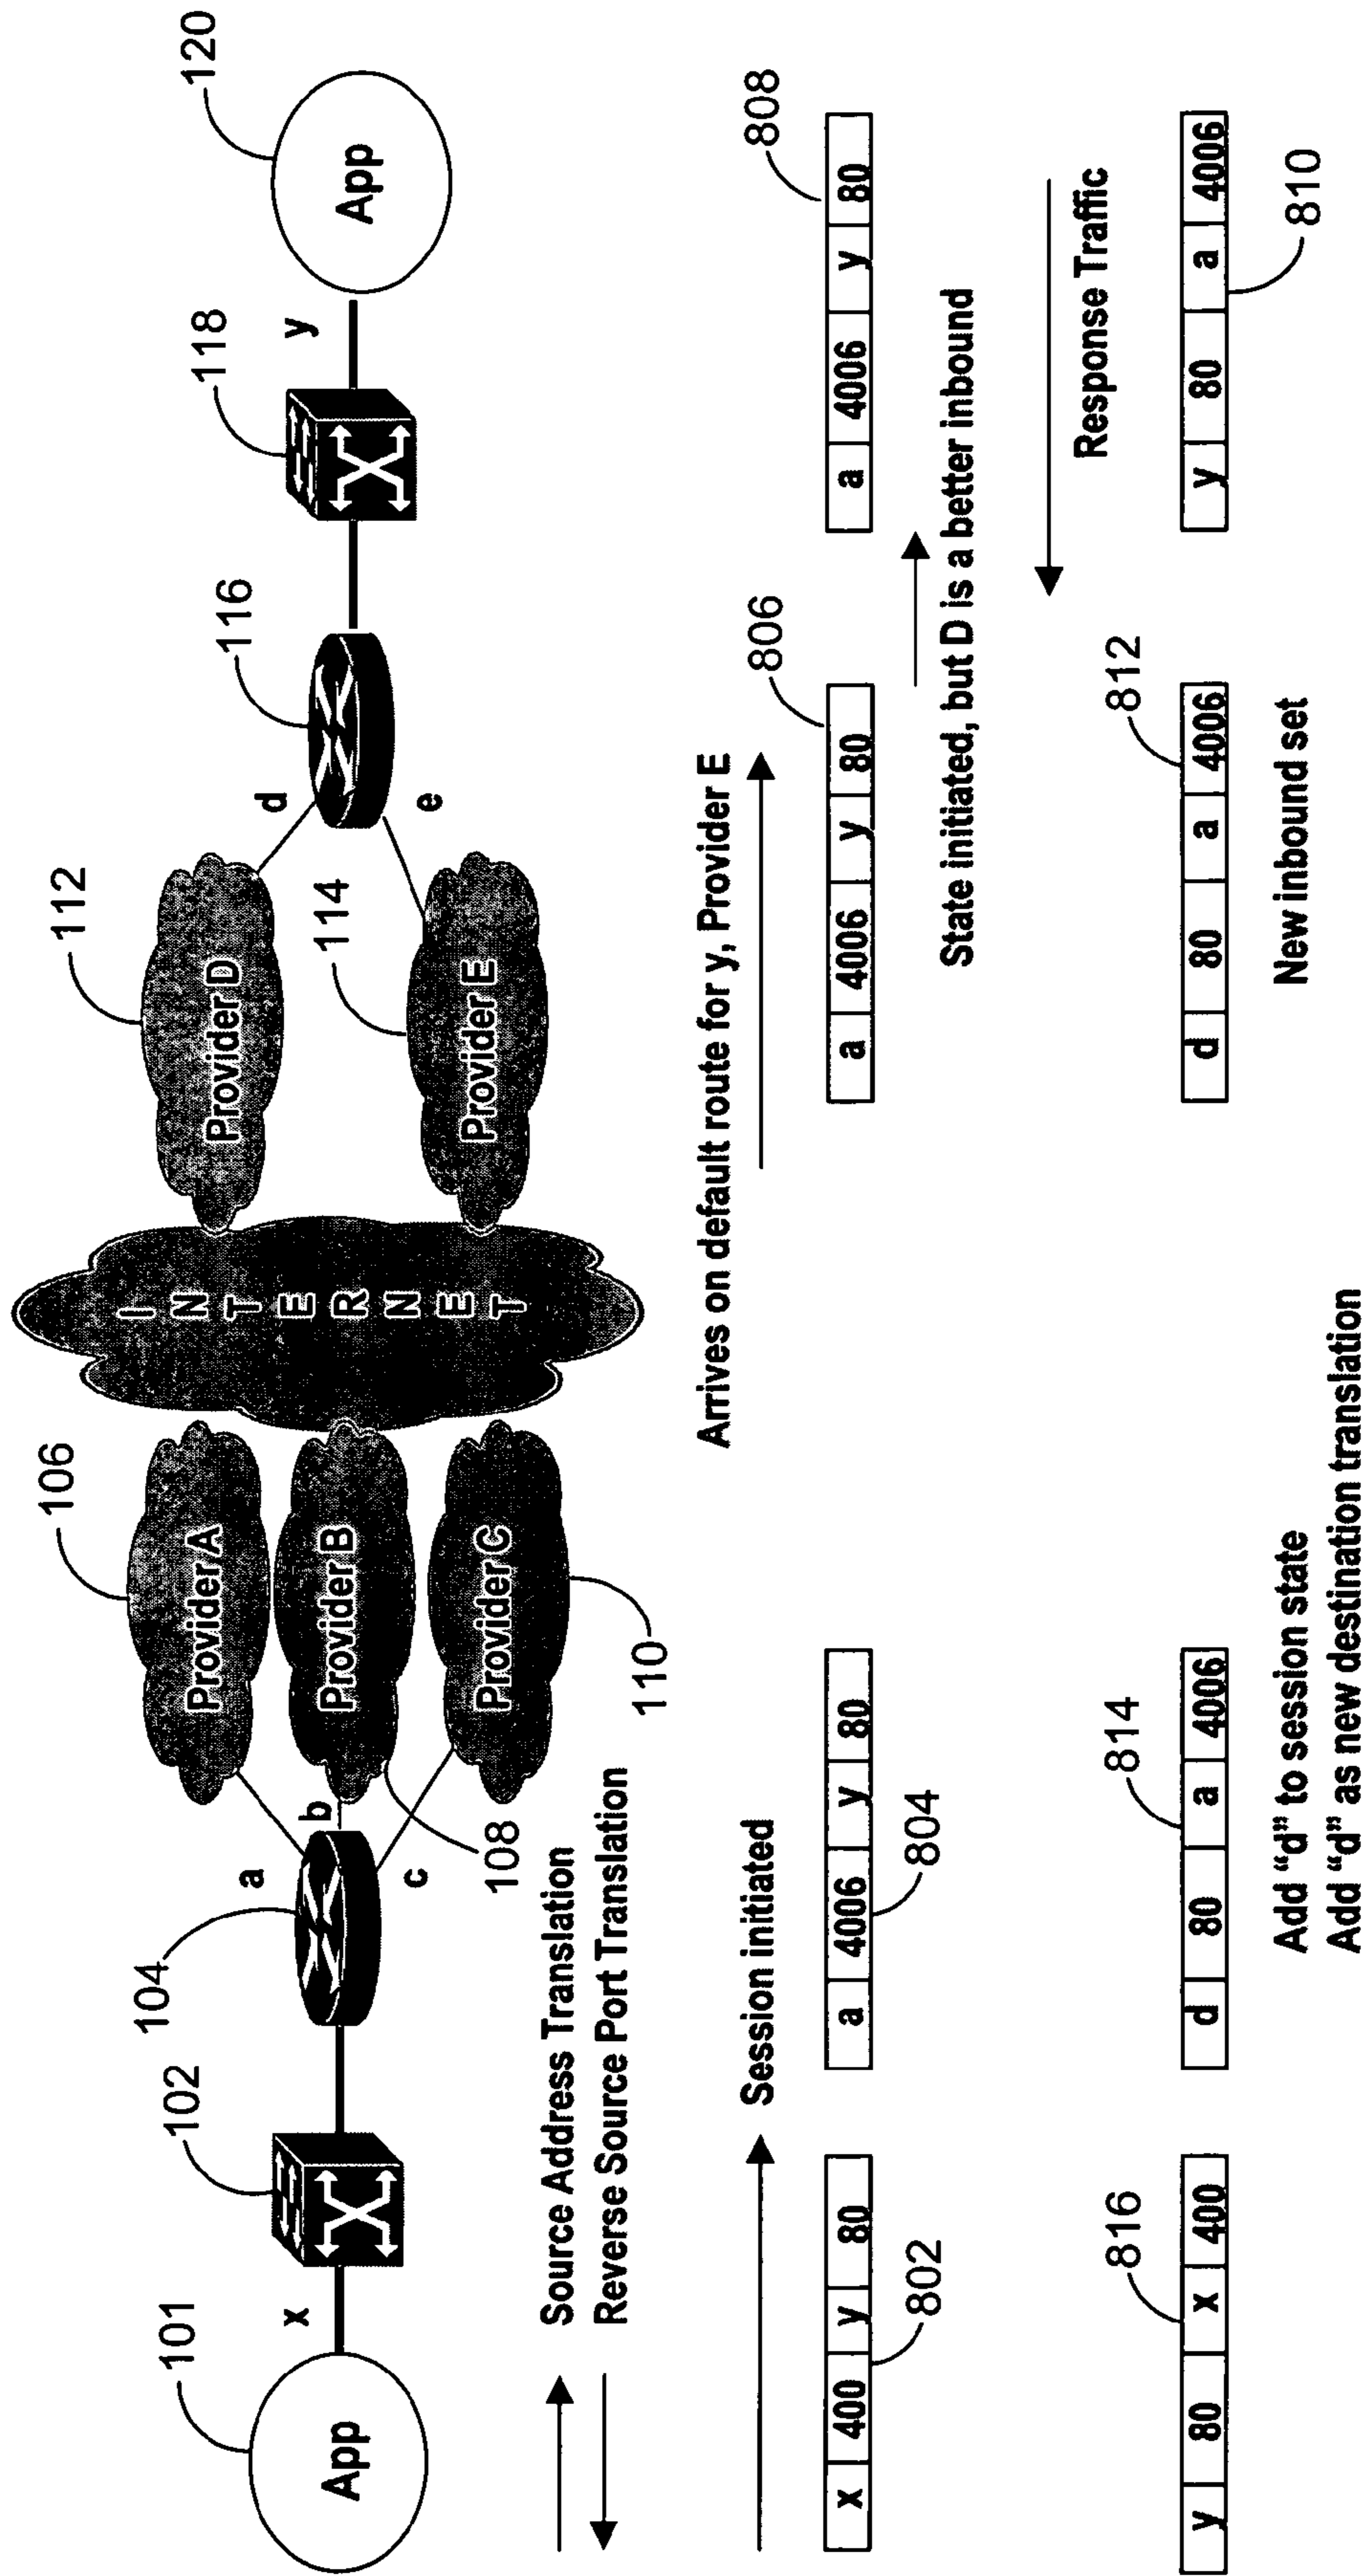 101
App
x
102
104
a
b
c
106
Provider A
Provider B
108
Provider C
110
INTERNET
112
Provider D
114
Provider E
d
e
116
118
y
120
App
Source Address Translation
Reverse Source Port Translation
Session initiated
Arrives on default route for y, Provider E
x 400 y 80
802
a 4006 y 80
804
a 4006 y 80
806
a 4006 y 80
808
State initiated, but D is a better inbound
Response Traffic
y 80 x 400
816
d 80 a 4006
814
d 80 a 4006
812
y 80 a 4006
810
Add “d” to session state
Add “d” as new destination translation
New inbound set